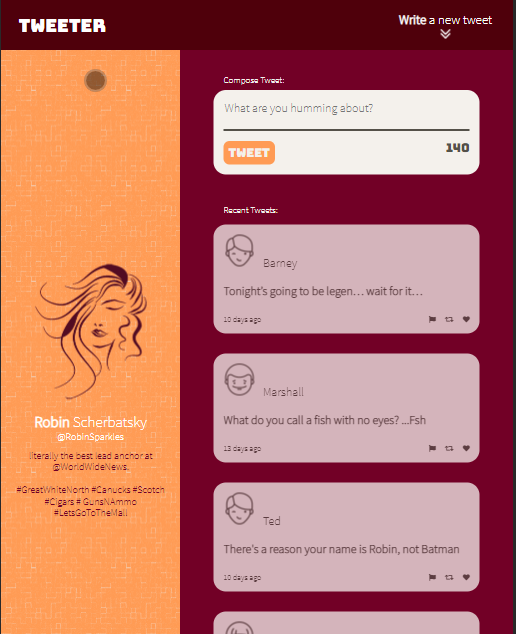 TWEETER
Write a new tweet
Compose Tweet:
What are you humming about?
TWEET
140
Robin Scherbatsky
@RobinSparkles
literally the best lead anchor at
@WorldWideNews.
#GreatWhiteNorth #Canucks #Scotch
#Cigars # GunsNAmmo
#LetsGoToTheMall
Recent Tweets:
Barney
Tonight's going to be legen... wait for it...
10 days ago
Marshall
What do you call a fish with no eyes? ...Fsh
13 days ago
Ted
There's a reason your name is Robin, not Batman
10 days ago